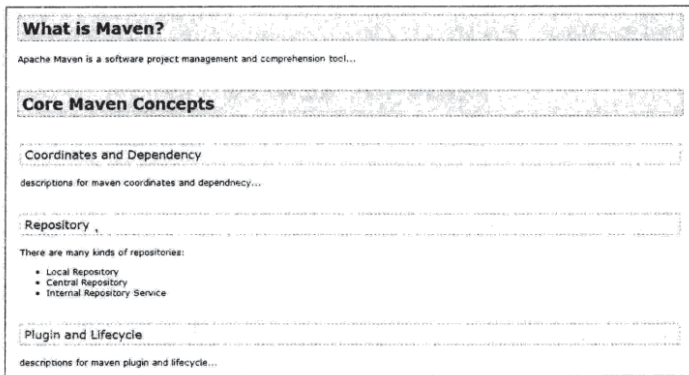 What is Maven?
Apache Maven is a software project management and comprehension tool...
Core Maven Concepts
Coordinates and Dependency
descriptions for maven coordinates and dependnecy...
Repository
There are many kinds of repositories:
• Local Repository
• Central Repository
• Internal Repository Service
Plugin and Lifecycle
descriptions for maven plugin and lifecycle...